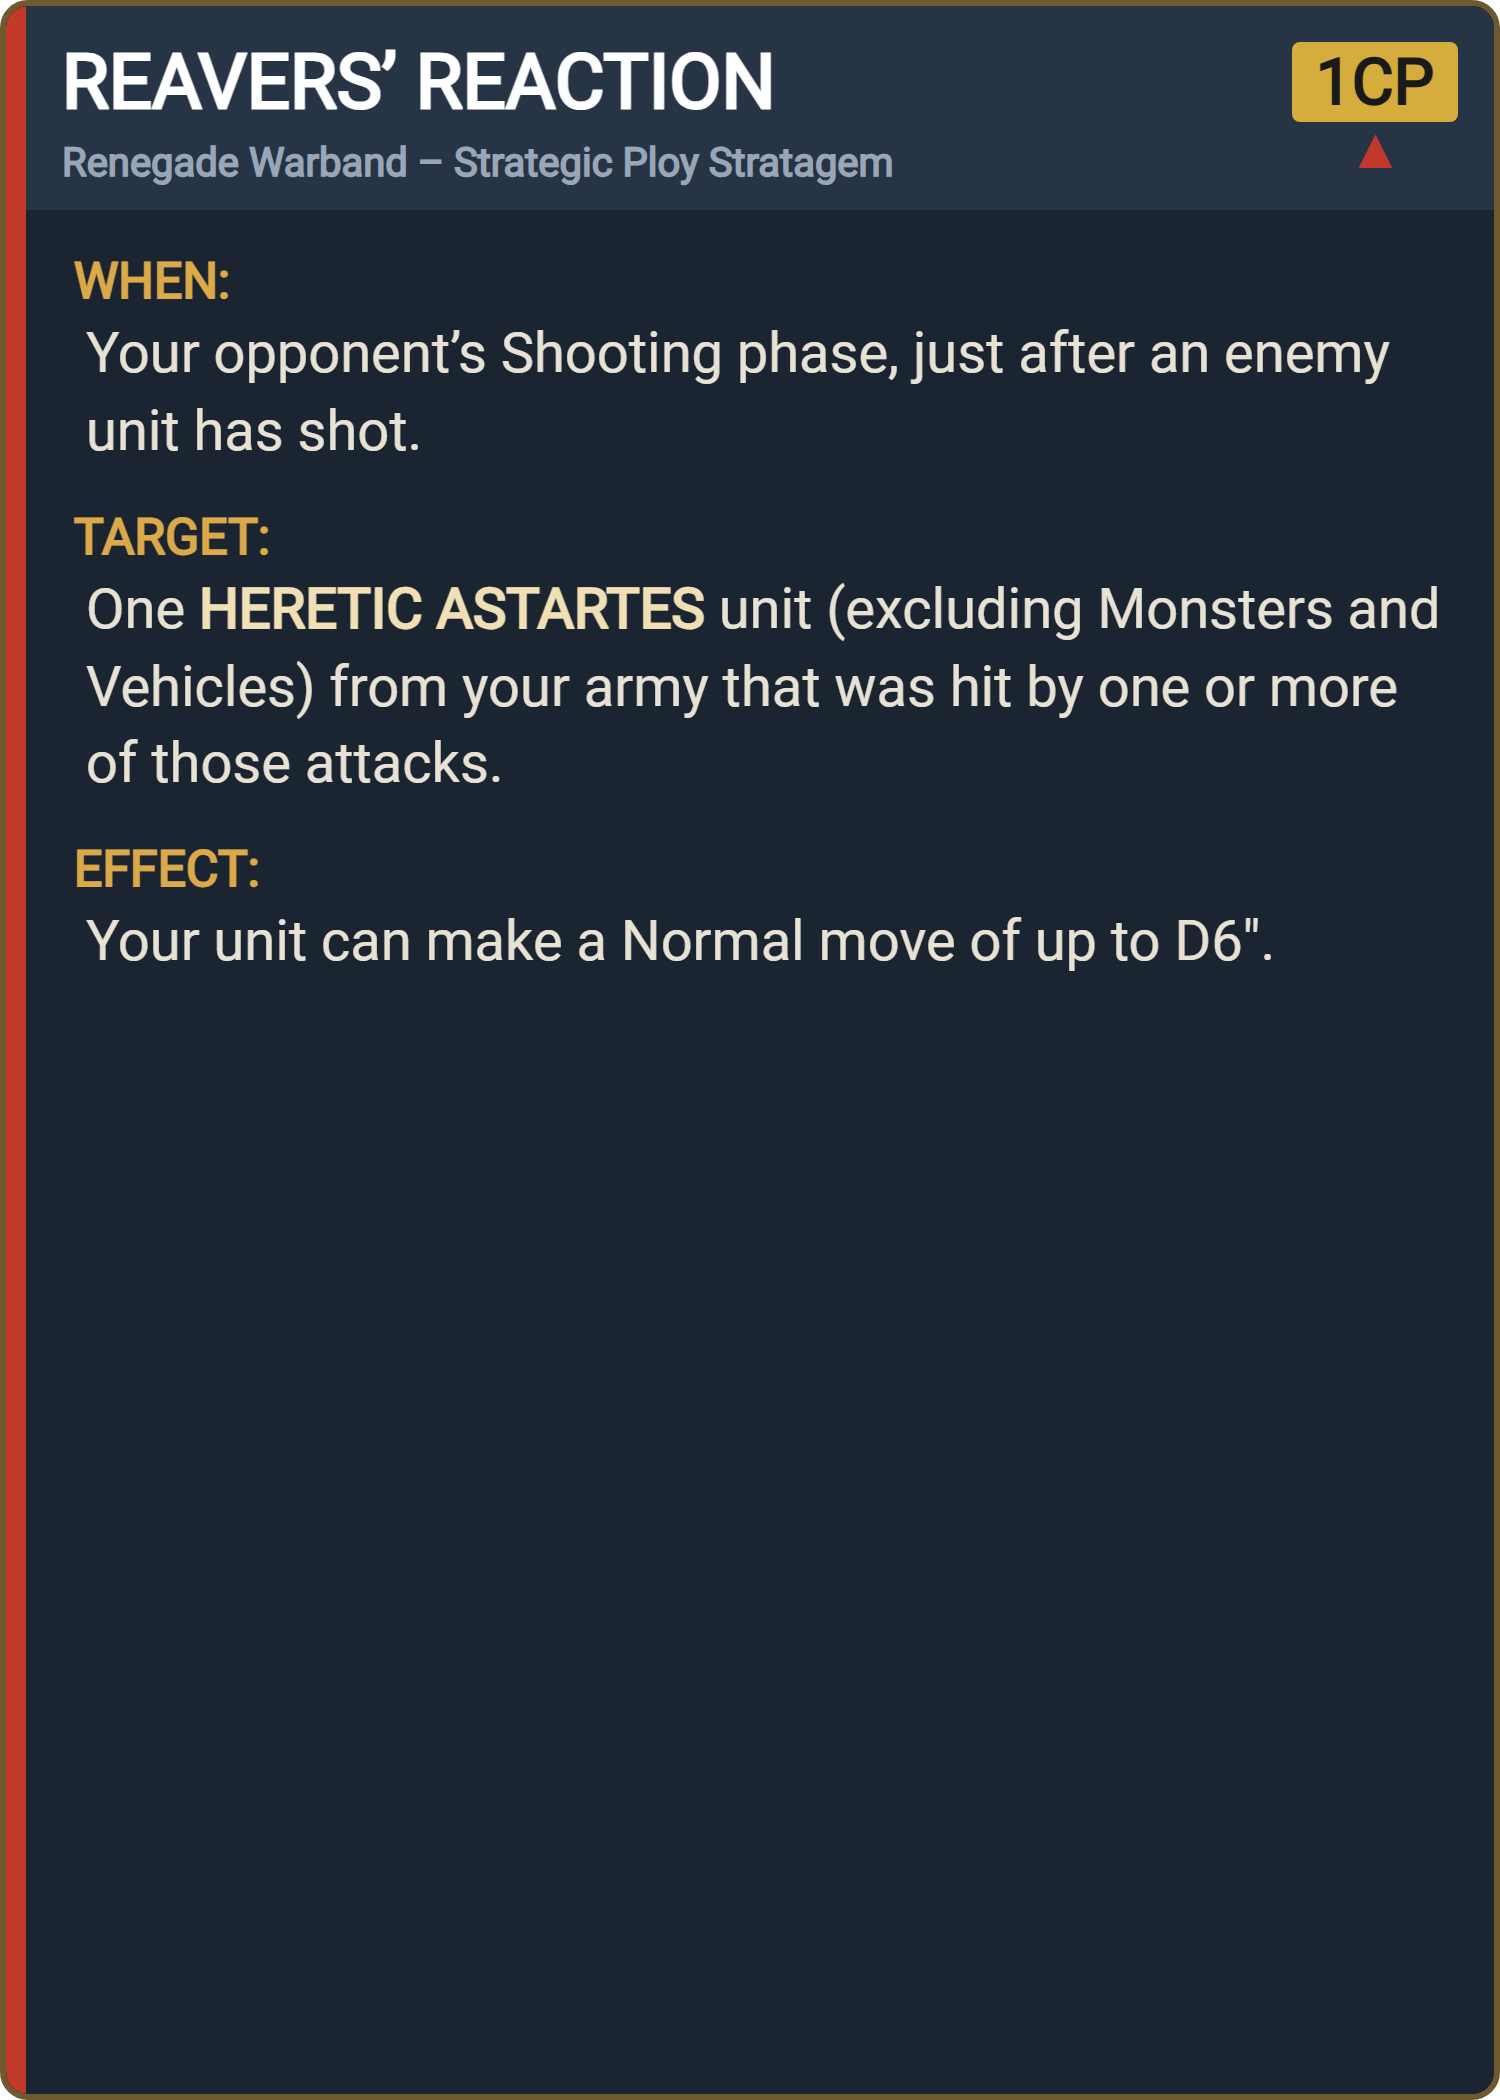 REAVERS’ REACTION
1CP
Renegade Warband – Strategic Ploy Stratagem
WHEN:
Your opponent’s Shooting phase, just after an enemy
unit has shot.
TARGET:
One HERETIC ASTARTES unit (excluding Monsters and
Vehicles) from your army that was hit by one or more
of those attacks.
EFFECT:
Your unit can make a Normal move of up to D6".